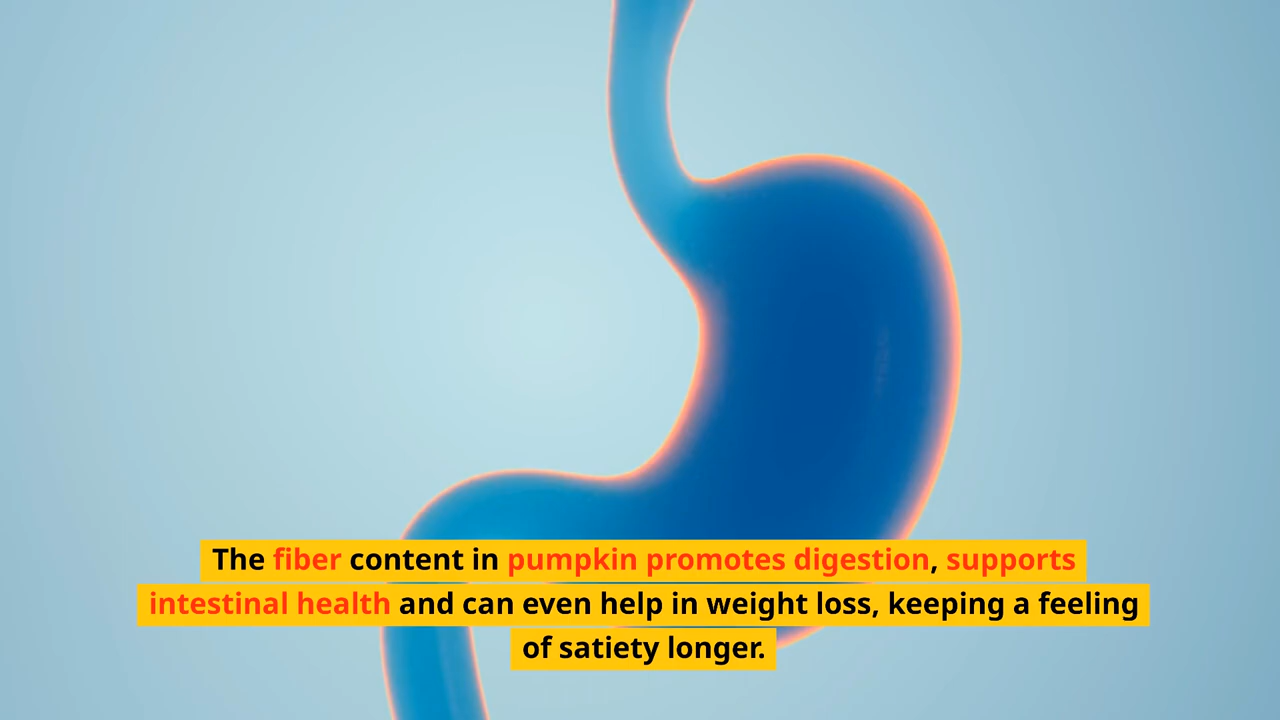 The fiber content in pumpkin promotes digestion, supports
intestinal health and can even help in weight loss, keeping a feeling
of satiety longer.